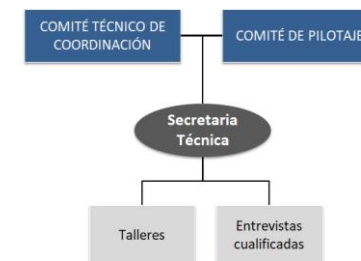 COMITÉ TÉCNICO DE
COORDINACIÓN
COMITÉ DE PILOTAJE
Secretaria
Técnica
Talleres
Entrevistas
cualificadas